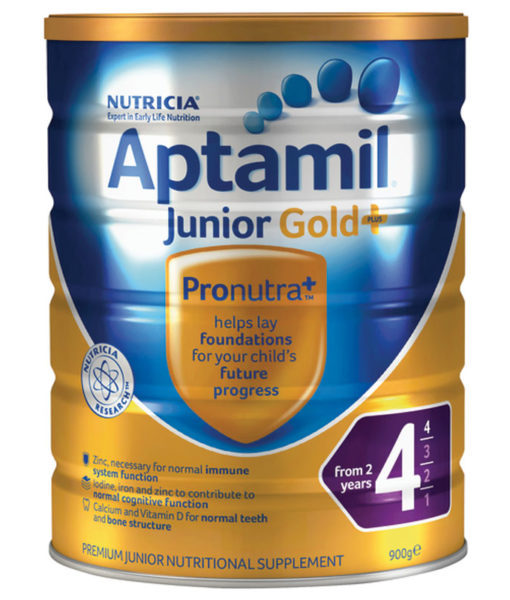 NUTRICIA®
Expert in Early Life Nutrition
Aptamil®
Junior Gold+
PLUS
Pronutra+™
helps lay
foundations
for your child's
future
progress
NUTRICIA
RESEARCH™
Zinc, necessary for normal immune
system function
Iodine, iron and zinc to contribute to
normal cognitive function
Calcium and Vitamin D for normal teeth
and bone structure
from 2
years
4
4
3
2
1
PREMIUM JUNIOR NUTRITIONAL SUPPLEMENT
900g℮